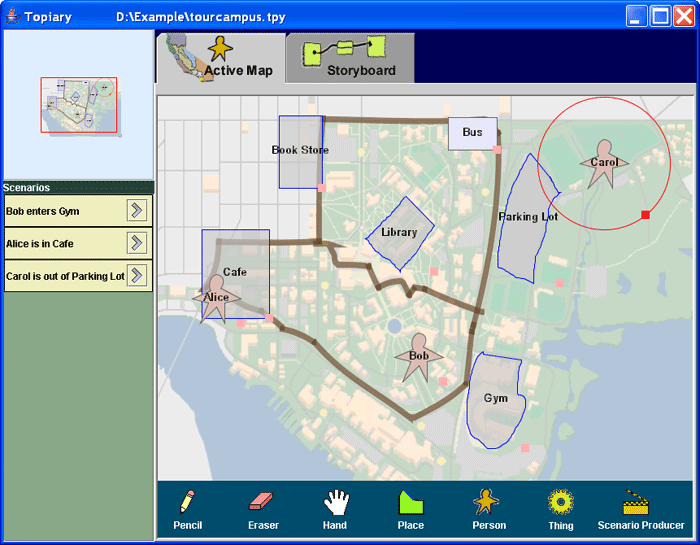 Topiary D:\Example\tourcampus.tpy
Active Map
Storyboard
Scenarios
Bob enters Gym
Alice is in Cafe
Carol is out of Parking Lot
Book Store
Bus
Carol
Library
Parking Lot
Cafe
Alice
Bob
Gym
Pencil
Eraser
Hand
Place
Person
Thing
Scenario Producer